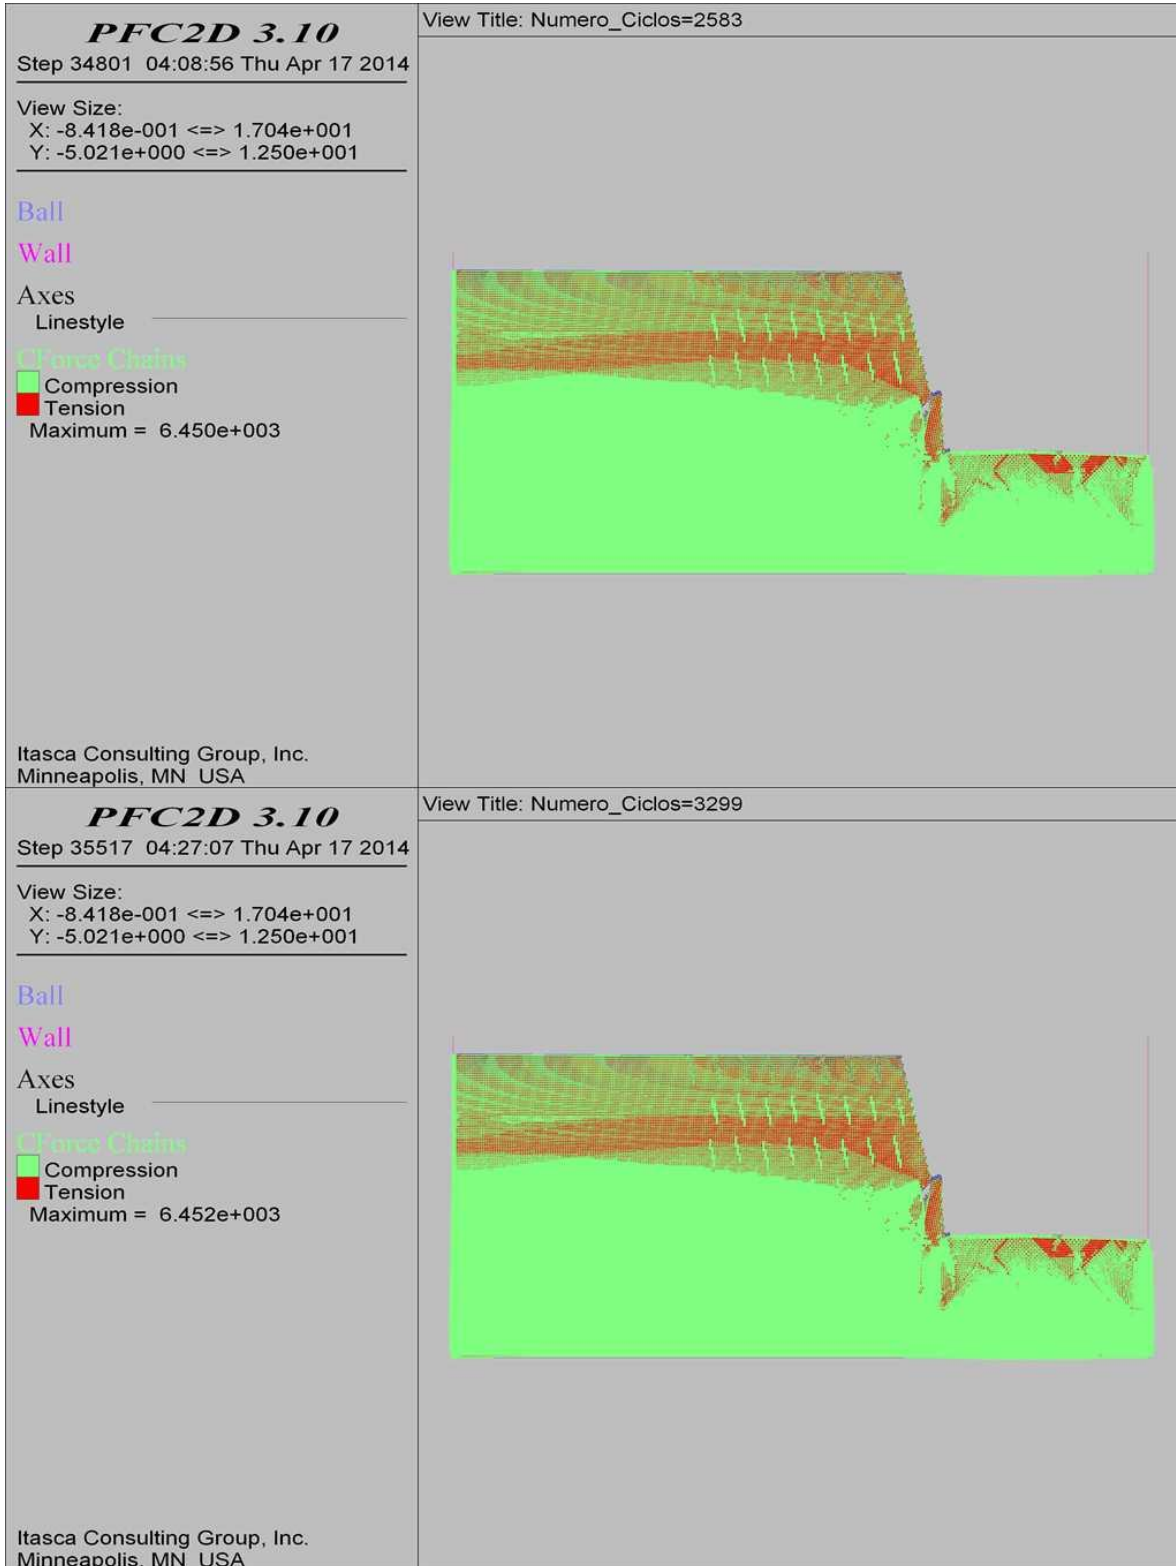 PFC2D 3.10
Step 34801 04:08:56 Thu Apr 17 2014
View Size:
X: -8.418e-001 <=> 1.704e+001
Y: -5.021e+000 <=> 1.250e+001
Ball
Wall
Axes
Linestyle
CForce Chains
Compression
Tension
Maximum = 6.450e+003
Itasca Consulting Group, Inc.
Minneapolis, MN USA
View Title: Numero_Ciclos=2583
PFC2D 3.10
Step 35517 04:27:07 Thu Apr 17 2014
View Size:
X: -8.418e-001 <=> 1.704e+001
Y: -5.021e+000 <=> 1.250e+001
Ball
Wall
Axes
Linestyle
CForce Chains
Compression
Tension
Maximum = 6.452e+003
Itasca Consulting Group, Inc.
Minneapolis, MN USA
View Title: Numero_Ciclos=3299